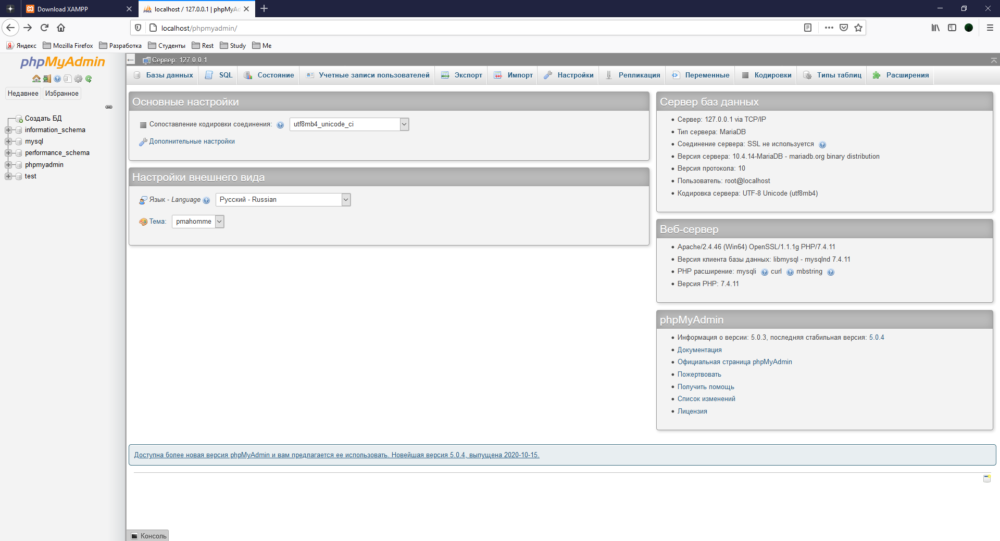 Download XAMPP
localhost / 127.0.0.1 | phpMyAd
localhost/phpmyadmin/
Яндекс
Mozilla Firefox
Разработка
Студенты
Rest
Study
Me
phpMyAdmin
Недавнее
Избранное
Создать БД
information_schema
mysql
performance_schema
phpmyadmin
test
Сервер: 127.0.0.1
Базы данных
SQL
Состояние
Учетные записи пользователей
Экспорт
Импорт
Настройки
Репликация
Переменные
Кодировки
Типы таблиц
Расширения
Основные настройки
Сопоставление кодировки соединения:
utf8mb4_unicode_ci
Дополнительные настройки
Настройки внешнего вида
Язык - Language
Русский - Russian
Тема:
pmahomme
Сервер баз данных
Сервер: 127.0.0.1 via TCP/IP
Тип сервера: MariaDB
Соединение сервера: SSL не используется
Версия сервера: 10.4.14-MariaDB - mariadb.org binary distribution
Версия протокола: 10
Пользователь: root@localhost
Кодировка сервера: UTF-8 Unicode (utf8mb4)
Веб-сервер
Apache/2.4.46 (Win64) OpenSSL/1.1.1g PHP/7.4.11
Версия клиента базы данных: libmysql - mysqlnd 7.4.11
PHP расширение: mysqli curl mbstring
Версия PHP: 7.4.11
phpMyAdmin
Информация о версии: 5.0.3, последняя стабильная версия: 5.0.4
Документация
Официальная страница phpMyAdmin
Пожертвовать
Получить помощь
Список изменений
Лицензия
Доступна более новая версия phpMyAdmin и вам предлагается ее использовать. Новейшая версия 5.0.4, выпущена 2020-10-15.
Консоль